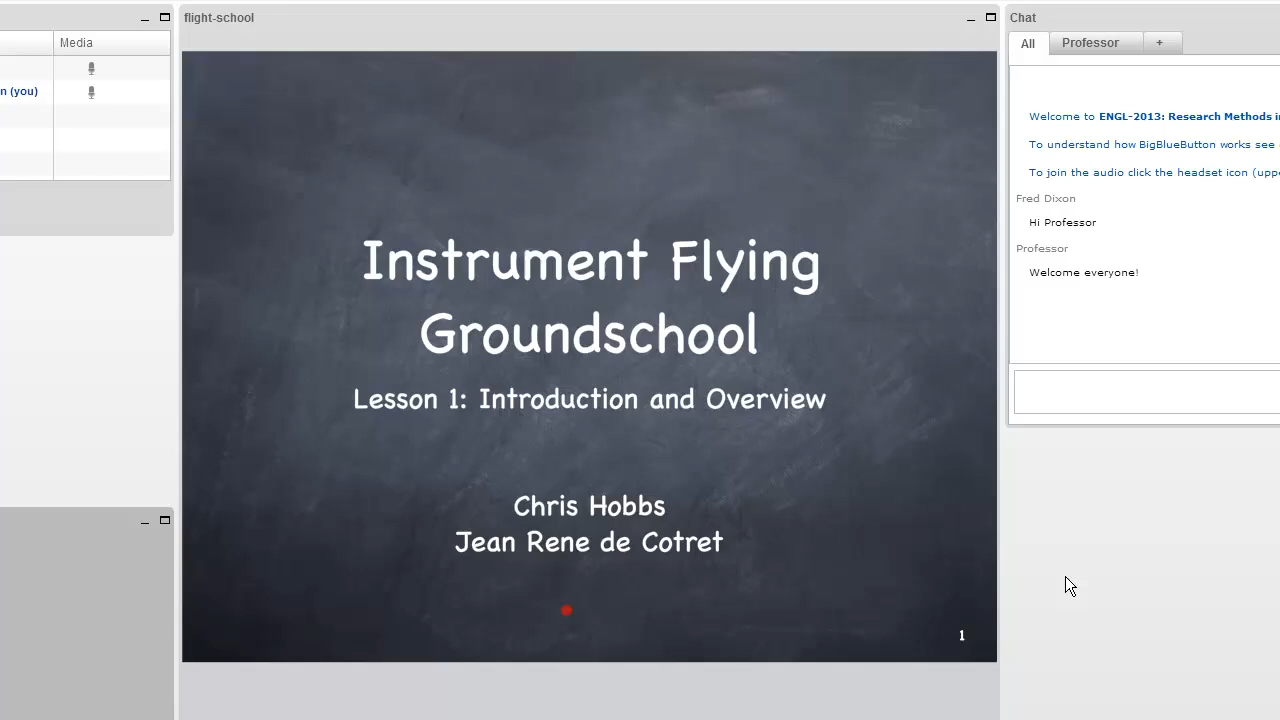 Media
n (you)
flight-school
Instrument Flying
Groundschool
Lesson 1: Introduction and Overview
Chris Hobbs
Jean Rene de Cotret
1
Chat
All
Professor
+
Welcome to ENGL-2013: Research Methods i
To understand how BigBlueButton works see
To join the audio click the headset icon (upp
Fred Dixon
Hi Professor
Professor
Welcome everyone!